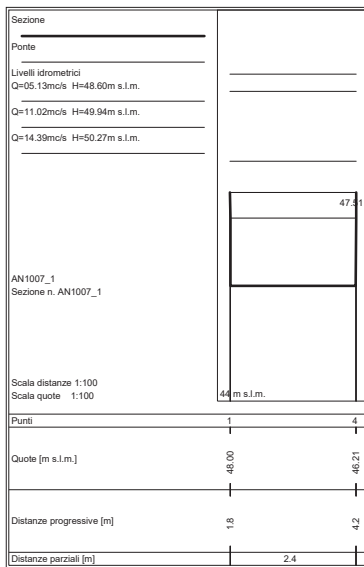 Sezione
Ponte
Livelli idrometrici
Q=05.13mc/s H=48.60m s.l.m.
Q=11.02mc/s H=49.94m s.l.m.
Q=14.39mc/s H=50.27m s.l.m.
47.51
AN1007_1
Sezione n. AN1007_1
Scala distanze 1:100
Scala quote 1:100
44 m s.l.m.
Punti 1 4
Quote [m s.l.m.] 48.00 46.21
Distanze progressive [m] 1.8 4.2
Distanze parziali [m] 2.4